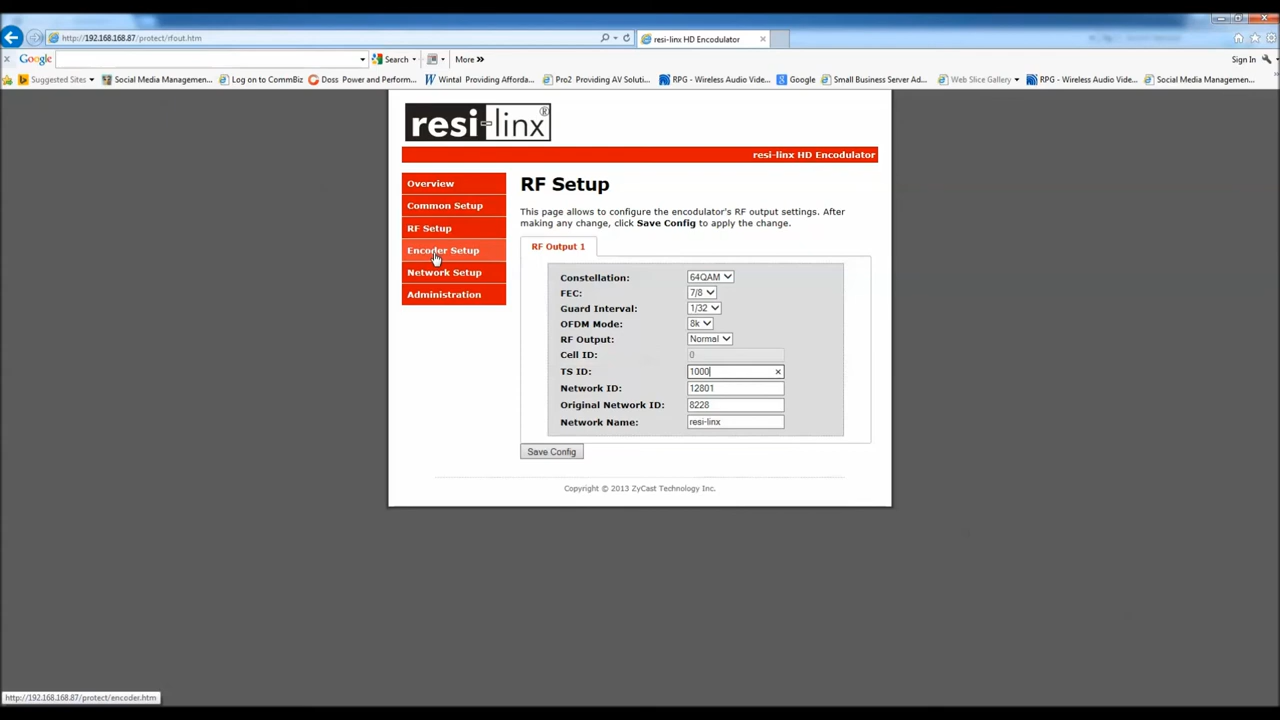 http://192.168.168.87/protect/rfout.htm
resi-linx HD Encodulator
Google
Search
More »
Sign In
Suggested Sites
Social Media Managemen...
Log on to CommBiz
Doss Power and Perform...
Wintal Providing Afforda...
Pro2 Providing AV Soluti...
RPG - Wireless Audio Vide...
Google
Small Business Server Ad...
Web Slice Gallery
RPG - Wireless Audio Vide...
Social Media Managemen...
resi-linx®
resi-linx HD Encodulator
Overview
Common Setup
RF Setup
Encoder Setup
Network Setup
Administration
RF Setup
This page allows to configure the encodulator's RF output settings. After
making any change, click Save Config to apply the change.
RF Output 1
Constellation: 64QAM
FEC: 7/8
Guard Interval: 1/32
OFDM Mode: 8k
RF Output: Normal
Cell ID: 0
TS ID: 1000
Network ID: 12801
Original Network ID: 8228
Network Name: resi-linx
Save Config
Copyright © 2013 ZyCast Technology Inc.
http://192.168.168.87/protect/encoder.htm